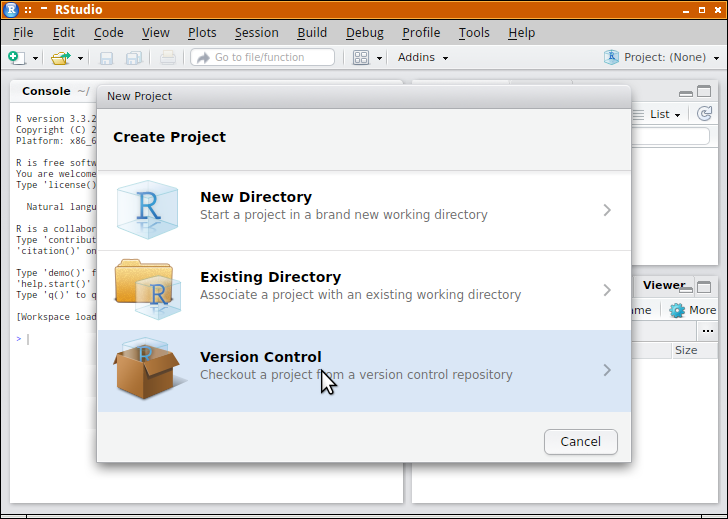 RStudio
File Edit Code View Plots Session Build Debug Profile Tools Help
Go to file/function Addins Project: (None)
Console ~/
New Project
Create Project
New Directory
Start a project in a brand new working directory
Existing Directory
Associate a project with an existing working directory
Version Control
Checkout a project from a version control repository
Cancel
R version 3.3.2
Copyright (C) 2
Platform: x86_6
R is free softw
You are welcome
Type 'license()
Natural langu
R is a collabor
Type 'contribut
'citation()' on
Type 'demo()' f
'help.start()'
Type 'q()' to q
[Workspace load
>
List
Viewer
ame More
...
Size